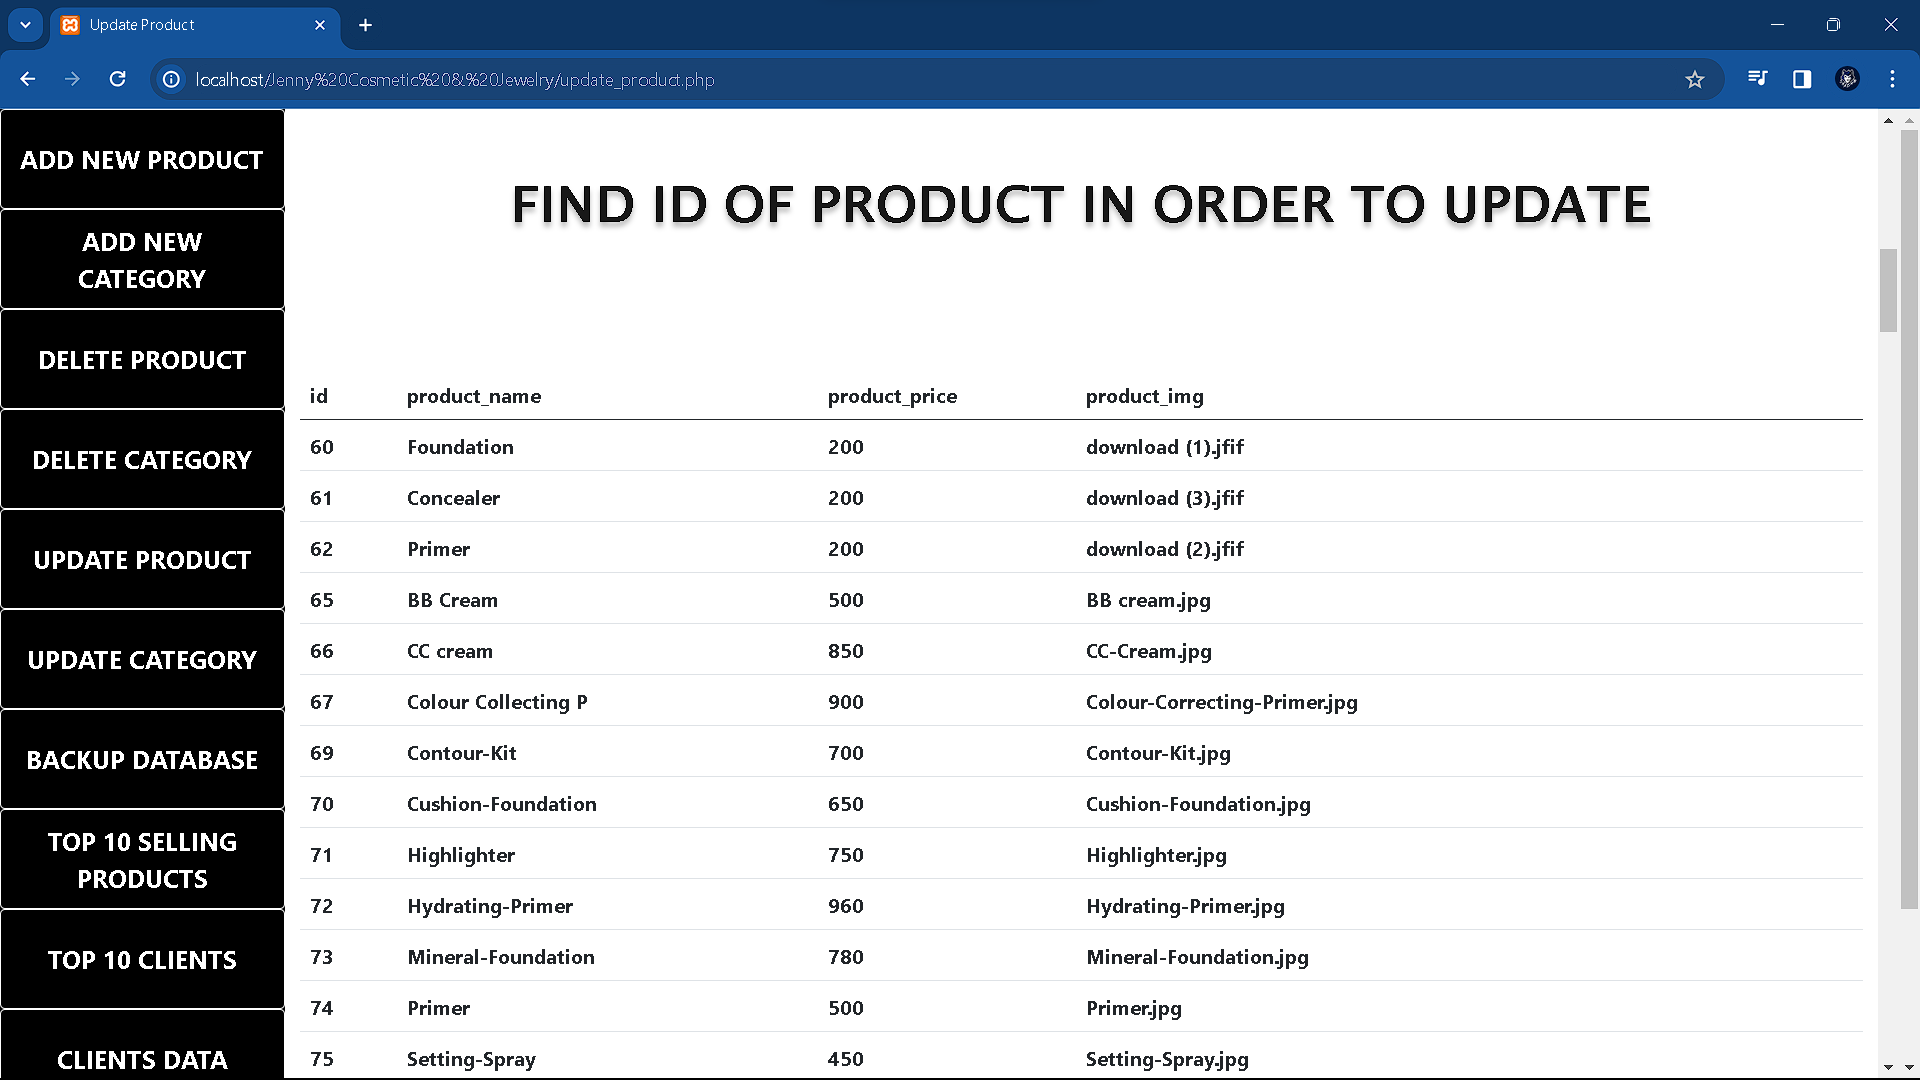 Update Product
localhost/Jenny%20Cosmetic%20&%20Jewelry/update_product.php
ADD NEW PRODUCT
ADD NEW
CATEGORY
DELETE PRODUCT
DELETE CATEGORY
UPDATE PRODUCT
UPDATE CATEGORY
BACKUP DATABASE
TOP 10 SELLING
PRODUCTS
TOP 10 CLIENTS
CLIENTS DATA
FIND ID OF PRODUCT IN ORDER TO UPDATE
id product_name product_price product_img
60 Foundation 200 download (1).jfif
61 Concealer 200 download (3).jfif
62 Primer 200 download (2).jfif
65 BB Cream 500 BB cream.jpg
66 CC cream 850 CC-Cream.jpg
67 Colour Collecting P 900 Colour-Correcting-Primer.jpg
69 Contour-Kit 700 Contour-Kit.jpg
70 Cushion-Foundation 650 Cushion-Foundation.jpg
71 Highlighter 750 Highlighter.jpg
72 Hydrating-Primer 960 Hydrating-Primer.jpg
73 Mineral-Foundation 780 Mineral-Foundation.jpg
74 Primer 500 Primer.jpg
75 Setting-Spray 450 Setting-Spray.jpg